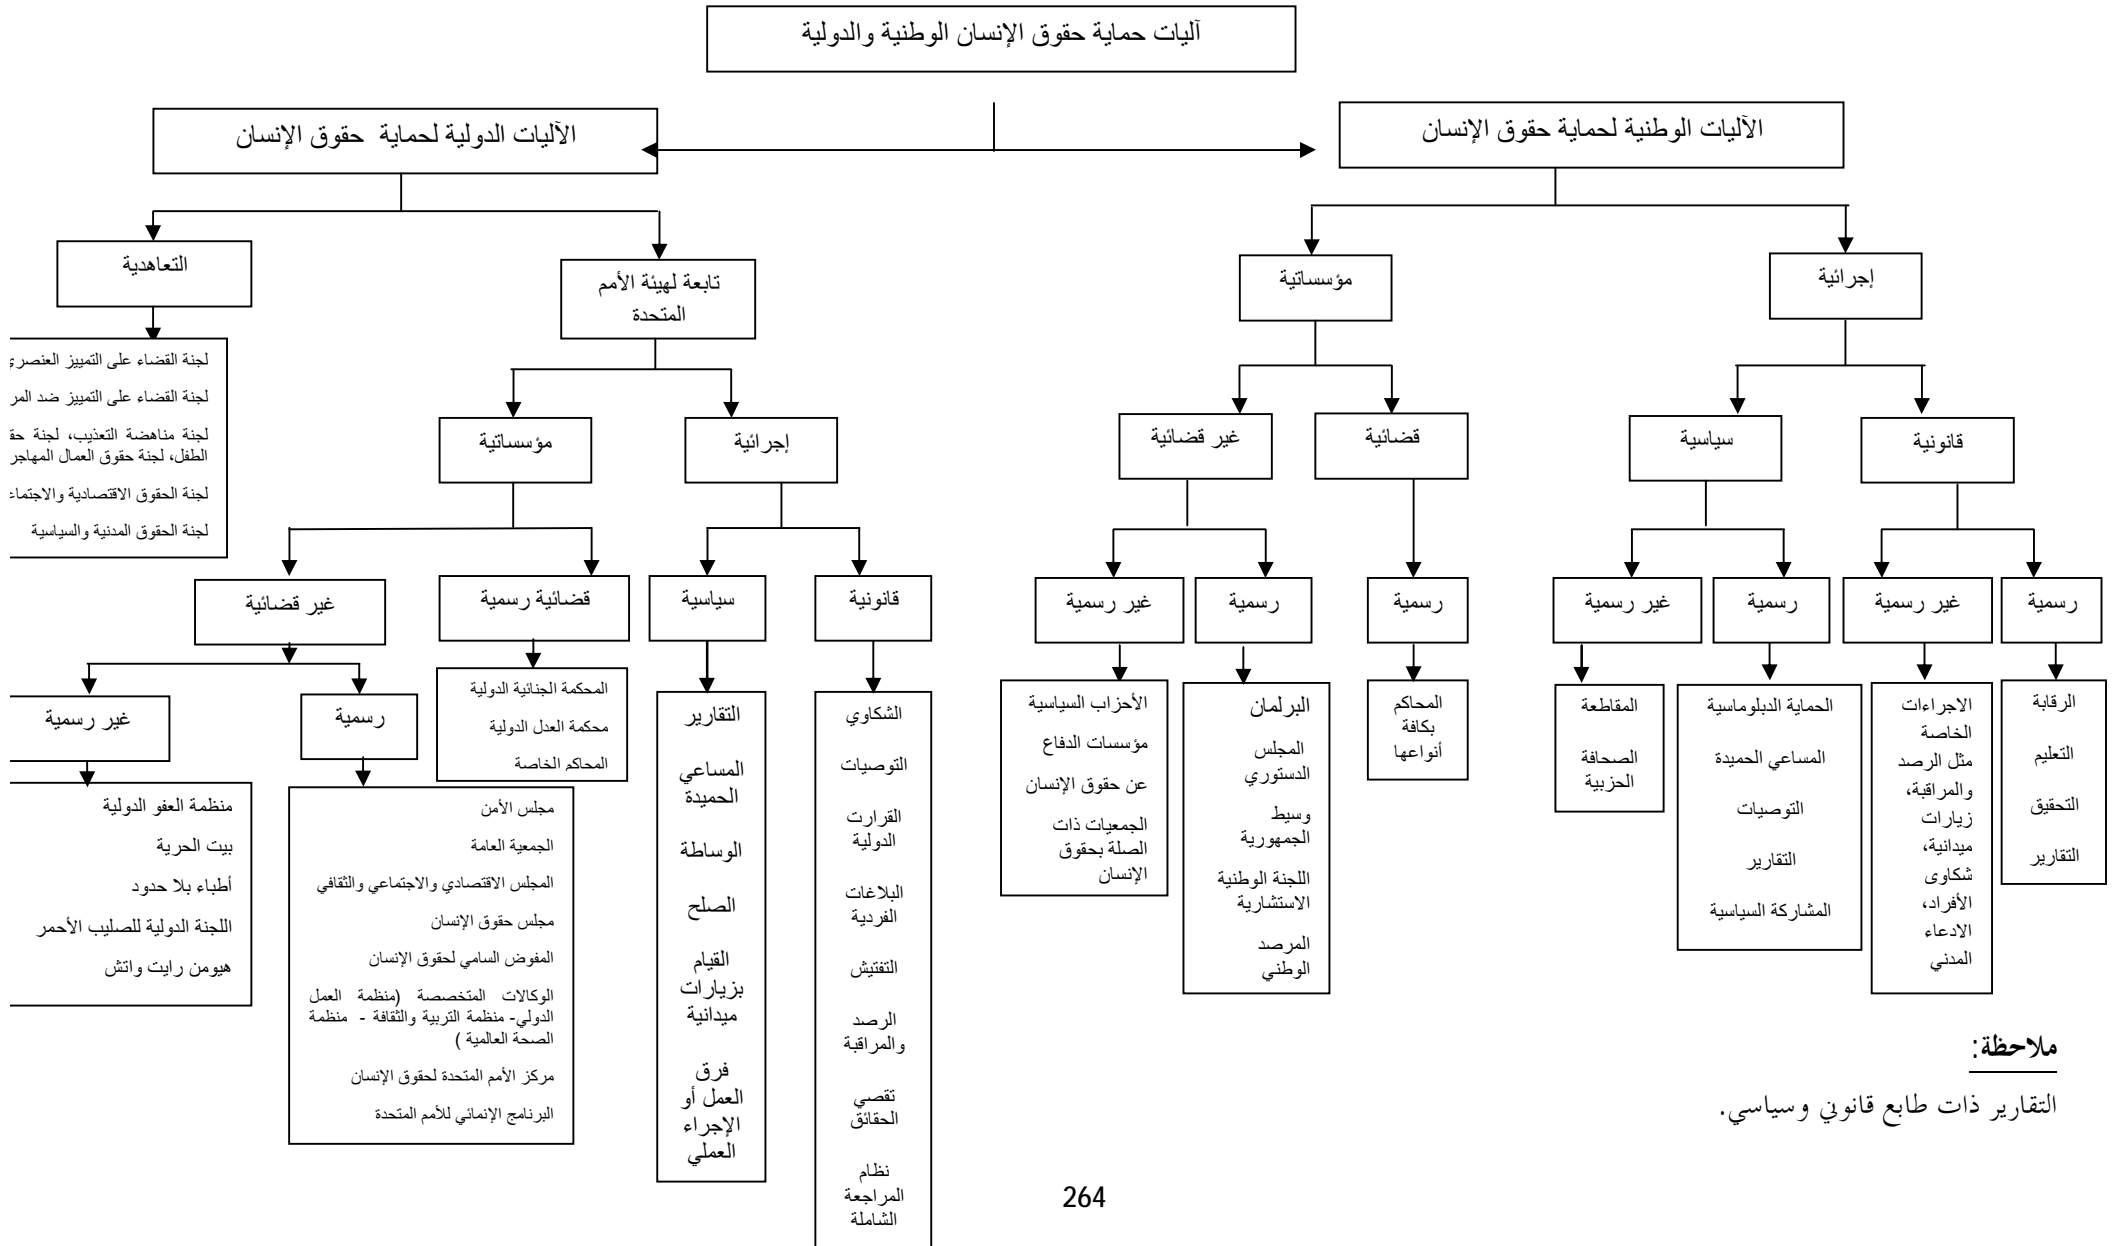 آليات حماية حقوق الإنسان الوطنية والدولية
الآليات الوطنية لحماية حقوق الإنسان
الآليات الدولية لحماية حقوق الإنسان
إجرائية
مؤسساتية
تابعة لهيئة الأمم
المتحدة
التعاهدية
قانونية
سياسية
قضائية
غير قضائية
إجرائية
مؤسساتية
لجنة القضاء على التمييز العنصري
لجنة القضاء على التمييز ضد
لجنة مناهضة التعذيب، لجنة
الطفل، لجنة حقوق العمال
لجنة الحقوق الاقتصادية
لجنة الحقوق المدنية والسياسية
رسمية
غير رسمية
رسمية
غير رسمية
رسمية
رسمية
غير رسمية
قانونية
سياسية
قضائية رسمية
غير قضائية
الرقابة
التعليم
التحقيق
التقارير
الاجراءات
الخاصة
مثل الرصد
والمراقبة،
زيارات
ميدانية،
شكاوى
الأفراد،
الادعاء
المدني
الحماية الدبلوماسية
المساعي الحميدة
التوصيات
التقارير
المشاركة السياسية
المقاطعة
الصحافة
الحزبية
المحاكم
بكافة
أنواعها
البرلمان
المجلس
الدستوري
وسيط
الجمهورية
اللجنة الوطنية
الاستشارية
المرصد
الوطني
الأحزاب السياسية
مؤسسات الدفاع
عن حقوق الإنسان
الجمعيات ذات
الصلة بحقوق
الإنسان
الشكاوي
التوصيات
القرارت
الدولية
البلاغات
الفردية
التفتيش
الرصد
والمراقبة
تقصي
الحقائق
نظام
المراجعة
الشاملة
التقارير
المساعي
الحميدة
الوساطة
الصلح
القيام
بزيارات
ميدانية
فرق
العمل أو
الإجراء
العملي
المحكمة الجنائية الدولية
محكمة العدل الدولية
المحاكم الخاصة
رسمية
غير رسمية
مجلس الأمن
الجمعية العامة
المجلس الاقتصادي والاجتماعي والثقافي
مجلس حقوق الإنسان
المفوض السامي لحقوق الإنسان
الوكالات المتخصصة (منظمة العمل
الدولي- منظمة التربية والثقافة - منظمة
الصحة العالمية )
مركز الأمم المتحدة لحقوق الإنسان
البرنامج الإنمائي للأمم المتحدة
منظمة العفو الدولية
بيت الحرية
أطباء بلا حدود
اللجنة الدولية للصليب الأحمر
هيومن رايت واتش
ملاحظة:
التقارير ذات طابع قانوني وسياسي.
264